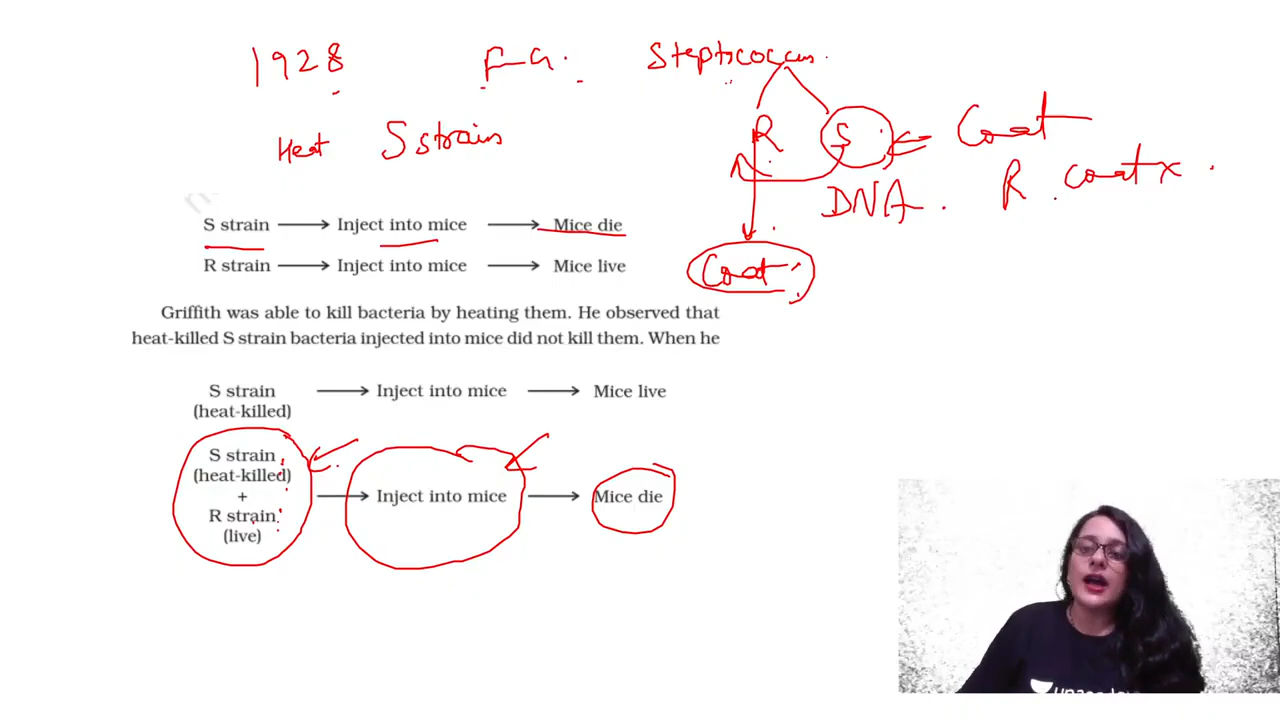 1928 F G. Steptococcus.
Heat S strain
R S Coat
DNA. R coat x
Coat
S strain → Inject into mice → Mice die
R strain → Inject into mice → Mice live
Griffith was able to kill bacteria by heating them. He observed that
heat-killed S strain bacteria injected into mice did not kill them. When he
S strain → Inject into mice → Mice live
(heat-killed)
S strain
(heat-killed)
+ → Inject into mice → Mice die
R strain
(live)